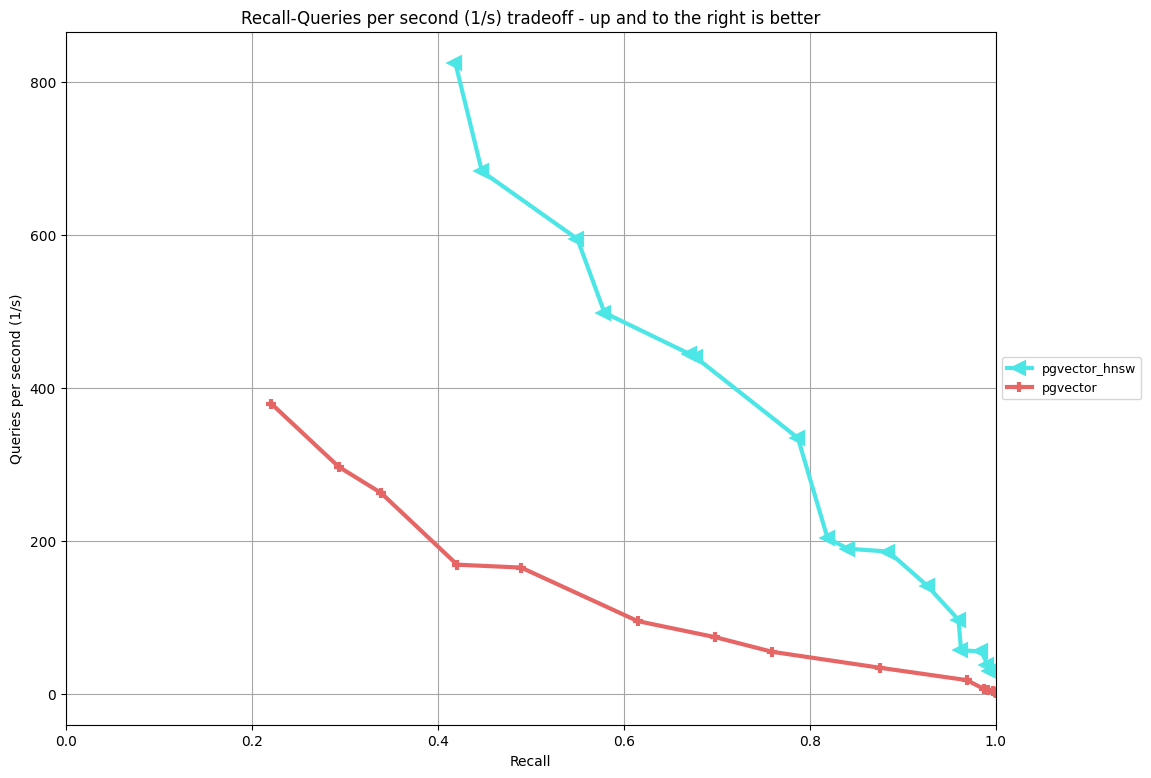 Recall-Queries per second (1/s) tradeoff - up and to the right is better
800
600
400
200
0
Queries per second (1/s)
0.0 0.2 0.4 0.6 0.8 1.0
Recall
pgvector_hnsw
pgvector